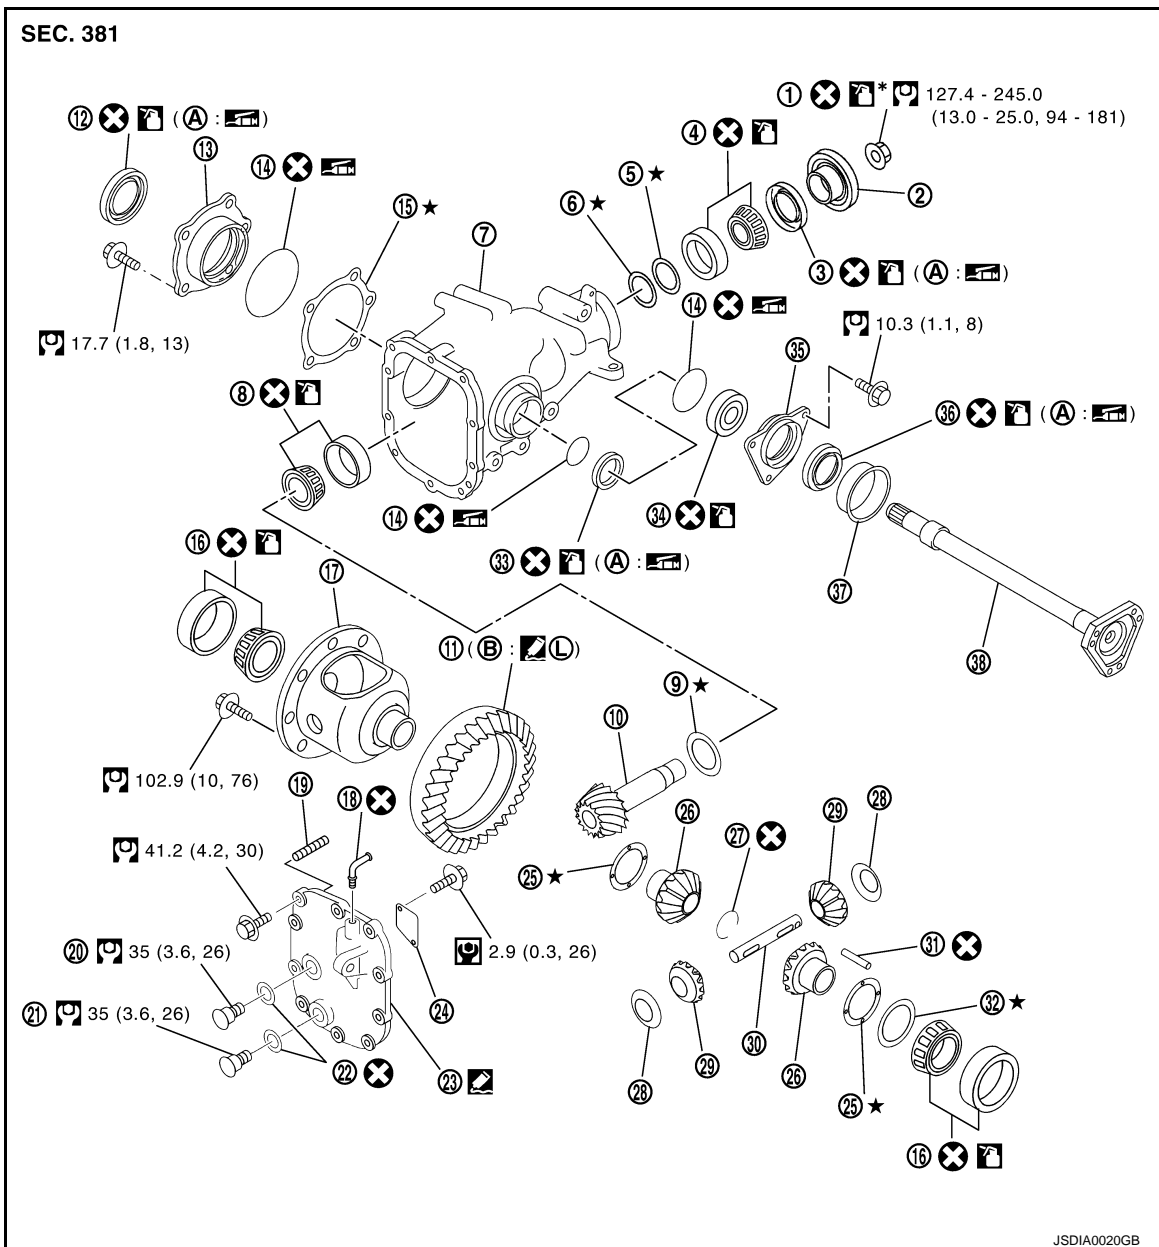 SEC. 381
1 * 127.4 - 245.0
(13.0 - 25.0, 94 - 181)
12 (A : )
4
13
14
5 ★
2
15 ★
7
6 ★
3 (A : )
14
10.3 (1.1, 8)
17.7 (1.8, 13)
35
8
36 (A : )
14
34
16
17
33 (A : )
37
11 (B : L)
38
9 ★
10
102.9 (10, 76)
19
18
26
29
28
27
41.2 (4.2, 30)
25 ★
31
20 35 (3.6, 26)
2.9 (0.3, 26)
32 ★
21 35 (3.6, 26)
24
30
29
26
22
23
28
25 ★
16
JSDIA0020GB